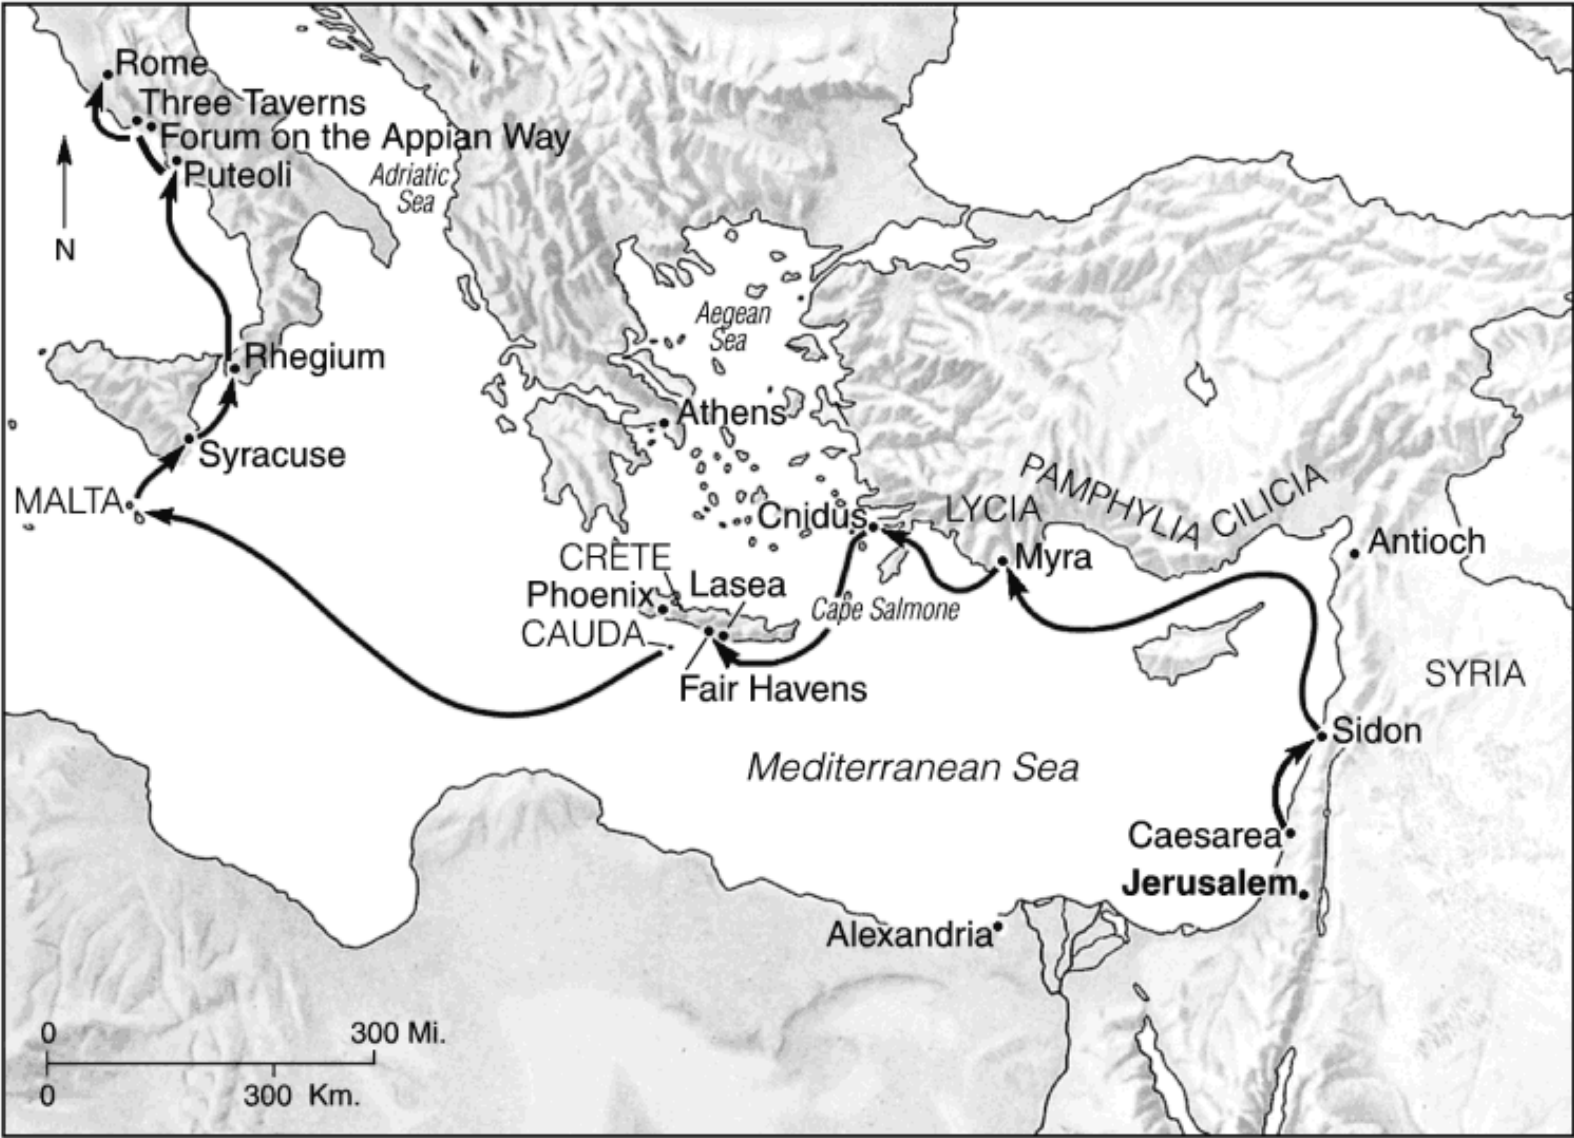 Rome
Three Taverns
Forum on the Appian Way
Puteoli
Adriatic
Sea
N
Aegean
Sea
Rhegium
Athens
Syracuse
MALTA
Cnidus
LYCIA
PAMPHYLIA
CILICIA
Antioch
Myra
CRETE
Phoenix
Lasea
Cape Salmone
CAUDA
Fair Havens
SYRIA
Sidon
Mediterranean Sea
Caesarea
Jerusalem
Alexandria
0 300 Mi.
0 300 Km.